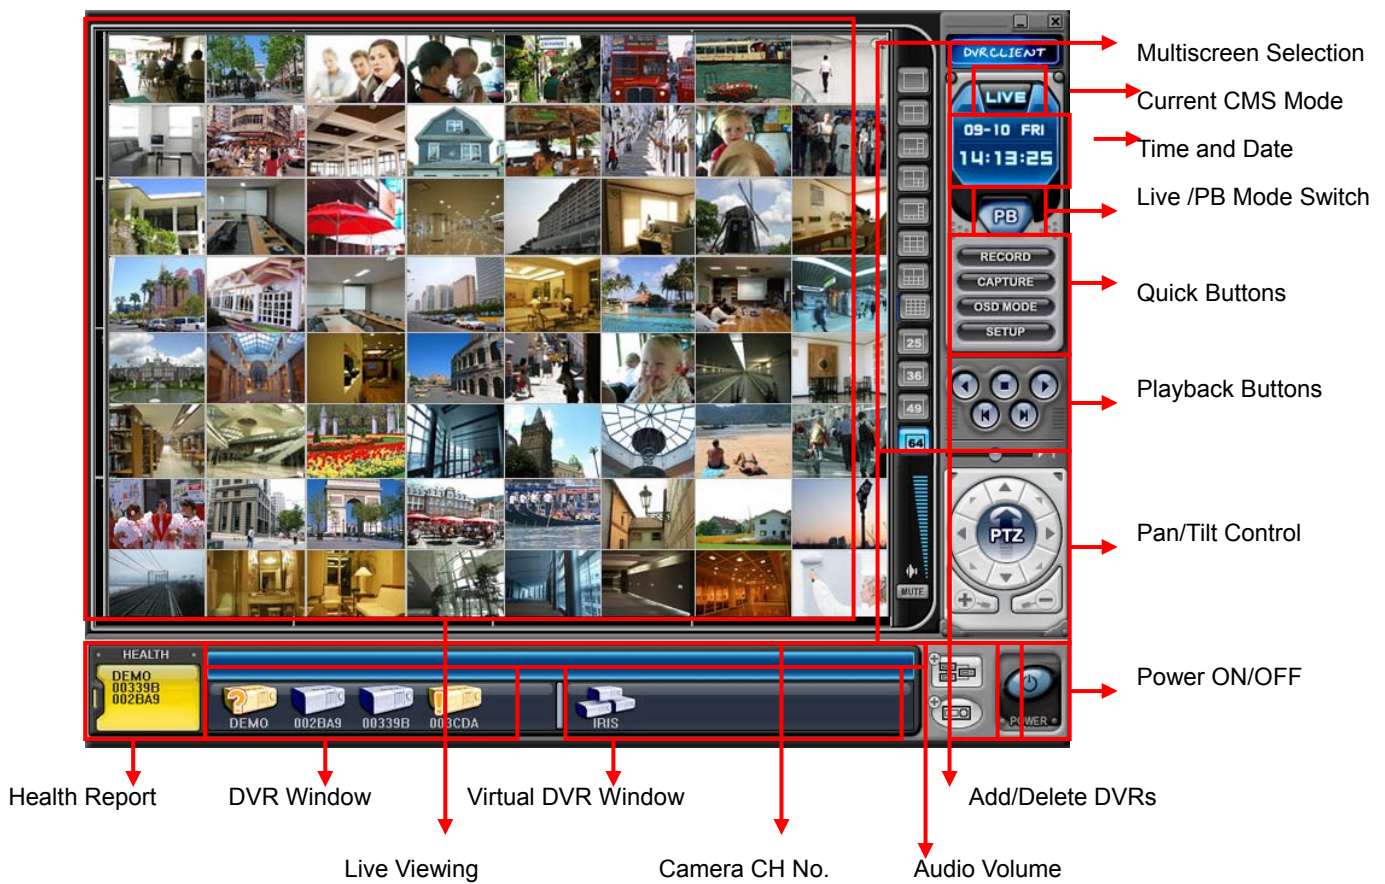 DVRCLIENT
LIVE
09-10 FRI
14:13:25
PB
RECORD
CAPTURE
OSD MODE
SETUP
25
36
49
64
PTZ
MUTE
HEALTH
DEMO
00339B
002BA9
DEMO
002BA9
00339B
003CDA
IRIS
POWER
Multiscreen Selection
Current CMS Mode
Time and Date
Live /PB Mode Switch
Quick Buttons
Playback Buttons
Pan/Tilt Control
Power ON/OFF
Health Report
DVR Window
Virtual DVR Window
Add/Delete DVRs
Live Viewing
Camera CH No.
Audio Volume